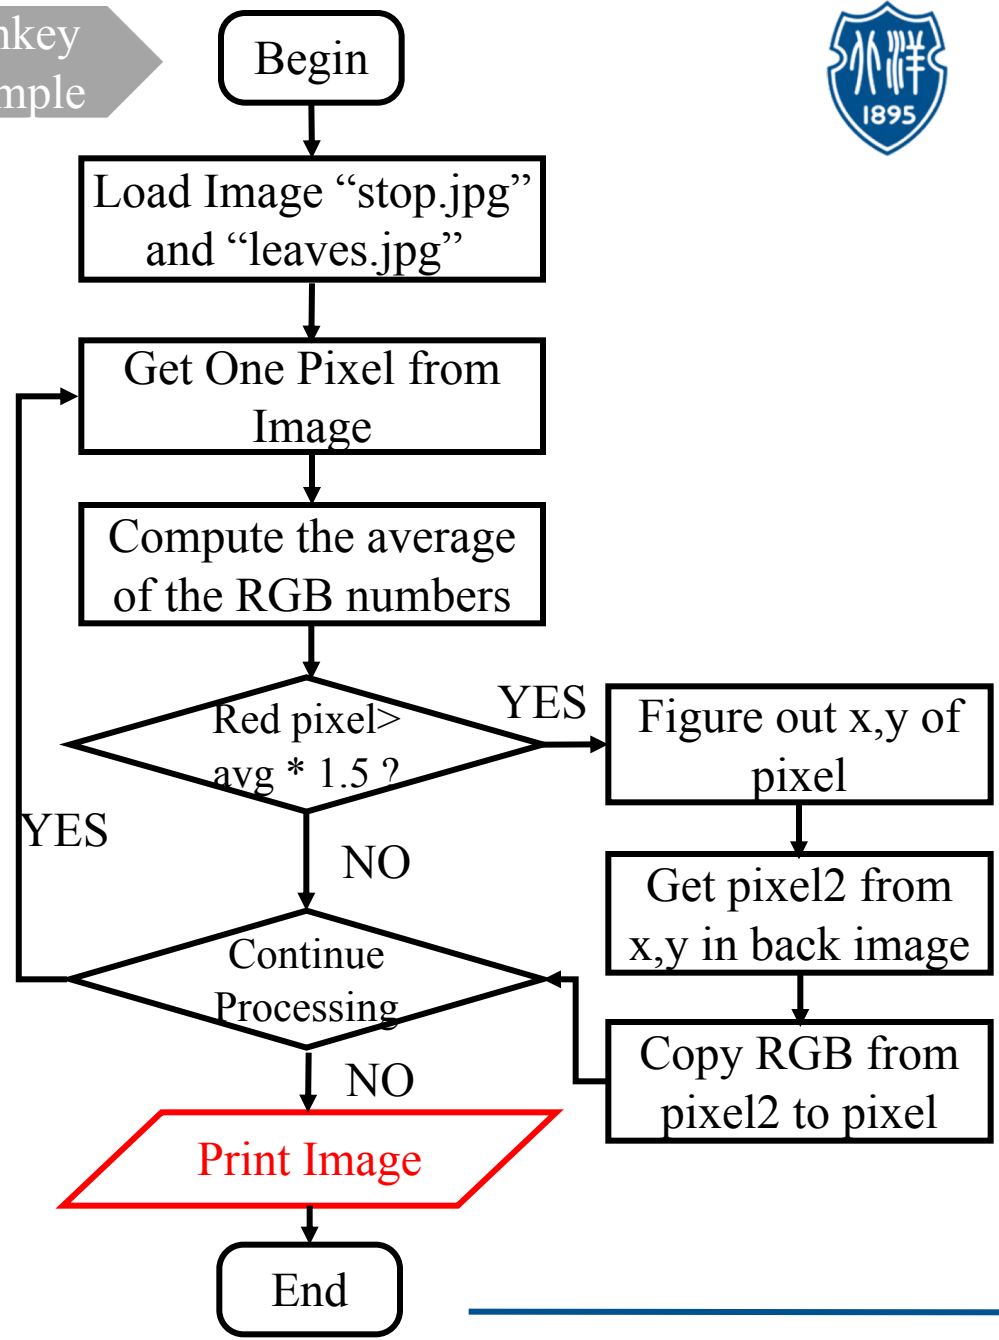 Begin
Load Image “stop.jpg”
and “leaves.jpg”
Get One Pixel from
Image
Compute the average
of the RGB numbers
Red pixel>
avg * 1.5 ?
YES
Figure out x,y of
pixel
YES
NO
Get pixel2 from
x,y in back image
Continue
Processing
Copy RGB from
pixel2 to pixel
NO
Print Image
End
1895